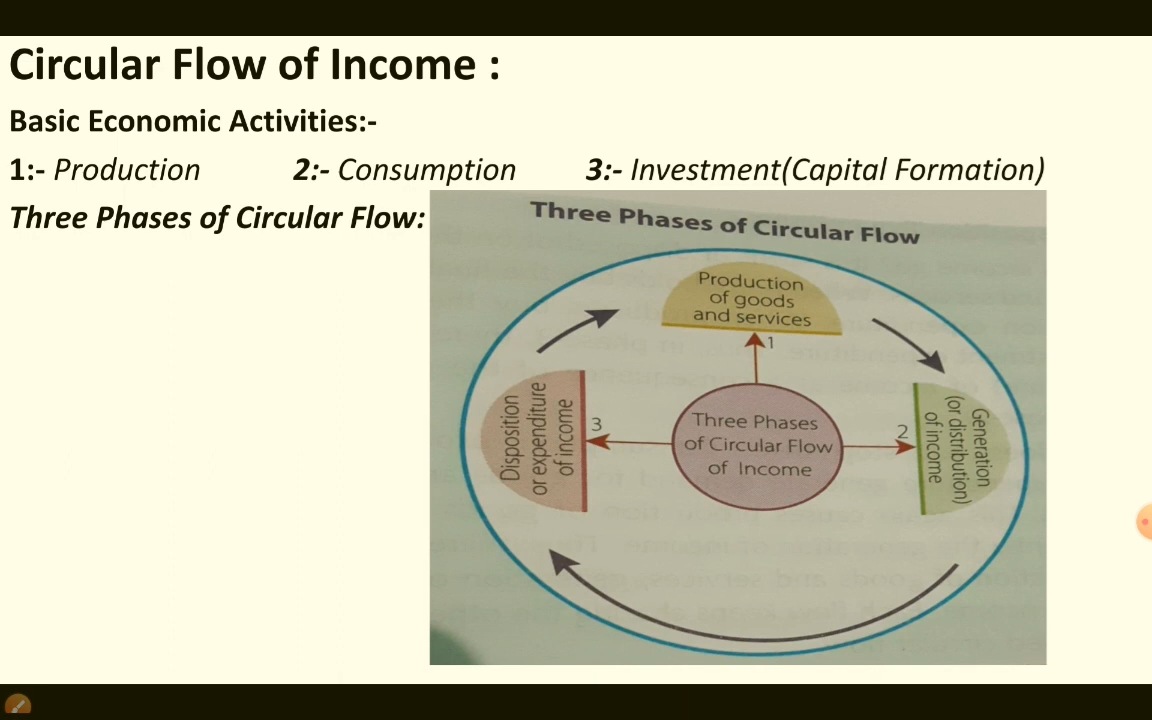 Circular Flow of Income :
Basic Economic Activities:-
1:- Production 2:- Consumption 3:- Investment(Capital Formation)
Three Phases of Circular Flow:
Three Phases of Circular Flow
Production
of goods
and services
1
Disposition
or expenditure
of income
3
Three Phases
of Circular Flow
of Income
2
Generation
(or distribution)
of income